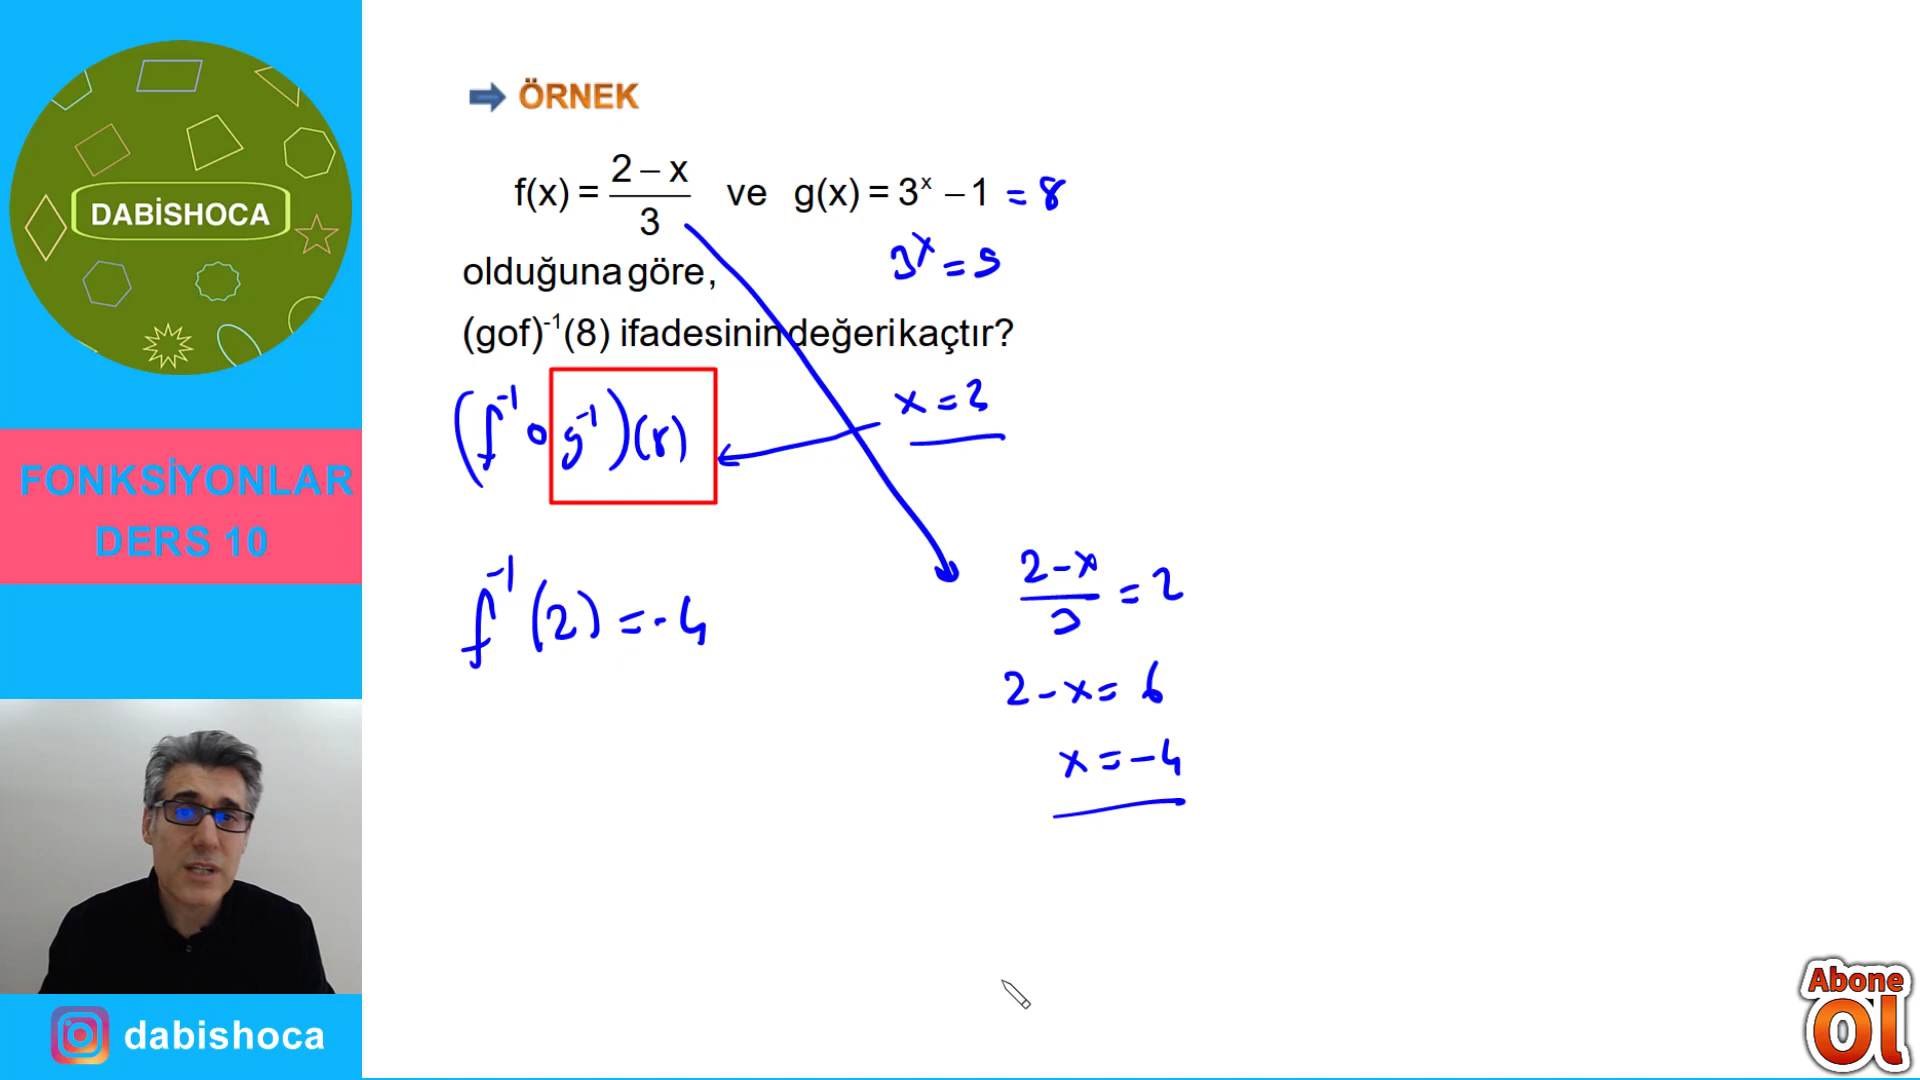 DABİSHOCA
FONKSİYONLAR
DERS 10
dabishoca
ÖRNEK
f(x) = (2 – x)/3 ve g(x) = 3^x – 1 = 8
3^x = 9
olduğuna göre,
(gof)^-1(8) ifadesinin değeri kaçtır?
(f^-1 o g^-1)(8)
x = 2
f^-1(2) = -4
(2 - x)/3 = 2
2 - x = 6
x = -4
Abone
Ol